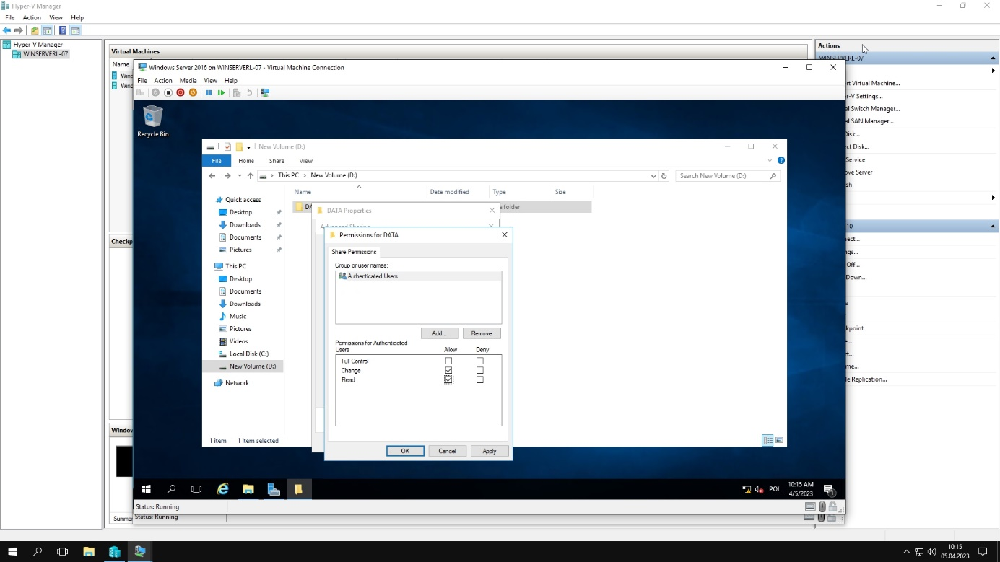 Hyper-V Manager
File Action View Help
Hyper-V Manager
WINSERVERL-07
Virtual Machines
Name
Wind
Wind
Checkp
Window
Summar
Actions
WINSERVERL-07
rt Virtual Machine...
r-V Settings...
al Switch Manager...
al SAN Manager...
Disk...
ect Disk...
Service
ove Server
sh
10
ect...
ngs...
Off...
Down...
kpoint
e...
rt...
me...
le Replication...
Windows Server 2016 on WINSERVERL-07 - Virtual Machine Connection
File Action Media View Help
Recycle Bin
New Volume (D:)
File Home Share View
This PC > New Volume (D:)
Search New Volume (D:)
Name Date modified Type Size
DA
e folder
Quick access
Desktop
Downloads
Documents
Pictures
This PC
Desktop
Documents
Downloads
Music
Pictures
Videos
Local Disk (C:)
New Volume (D:)
Network
1 item 1 item selected
DATA Properties
Advanced Sharing
Permissions for DATA
Share Permissions
Group or user names:
Authenticated Users
Add... Remove
Permissions for Authenticated
Users Allow Deny
Full Control
Change
Read
OK Cancel Apply
POL
10:15 AM
4/5/2023
1
Status: Running
Status: Running
10:15
05.04.2023